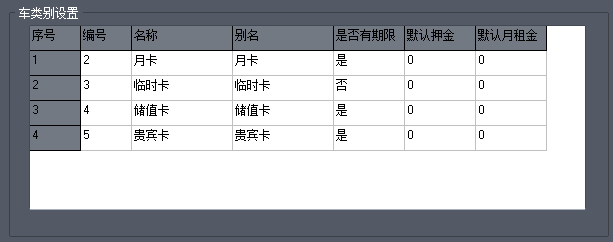 车类别设置
序号 编号 名称 别名 是否有期限 默认押金 默认月租金
1 2 月卡 月卡 是 0 0
2 3 临时卡 临时卡 否 0 0
3 4 储值卡 储值卡 是 0 0
4 5 贵宾卡 贵宾卡 是 0 0